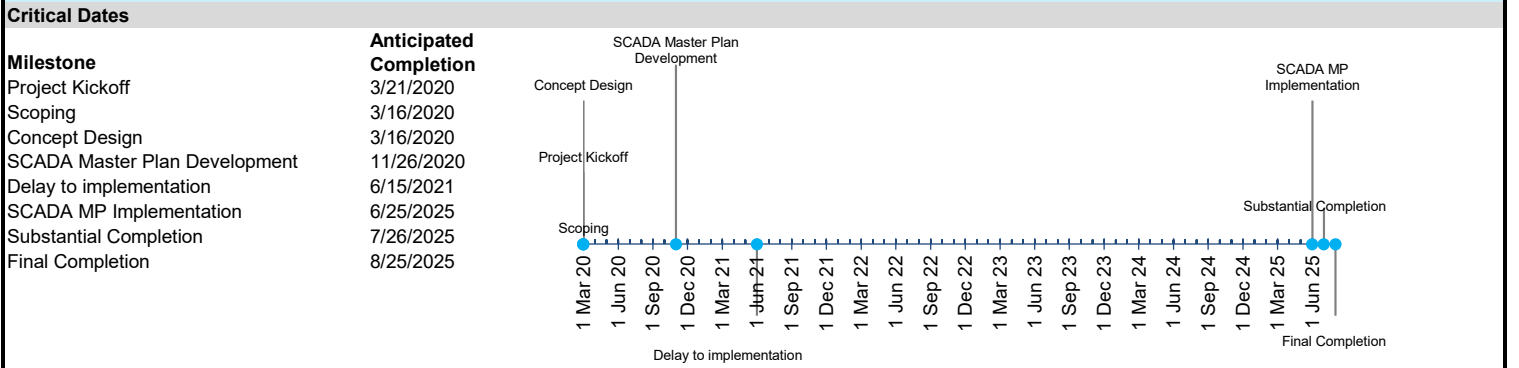 Critical Dates
Milestone Anticipated Completion
Project Kickoff 3/21/2020
Scoping 3/16/2020
Concept Design 3/16/2020
SCADA Master Plan Development 11/26/2020
Delay to implementation 6/15/2021
SCADA MP Implementation 6/25/2025
Substantial Completion 7/26/2025
Final Completion 8/25/2025
SCADA Master Plan
Development
SCADA MP
Implementation
Concept Design
Project Kickoff
Substantial Completion
Scoping
1 Mar 20
1 Jun 20
1 Sep 20
1 Dec 20
1 Mar 21
1 Jun 21
1 Sep 21
1 Dec 21
1 Mar 22
1 Jun 22
1 Sep 22
1 Dec 22
1 Mar 23
1 Jun 23
1 Sep 23
1 Dec 23
1 Mar 24
1 Jun 24
1 Sep 24
1 Dec 24
1 Mar 25
1 Jun 25
Final Completion
Delay to implementation